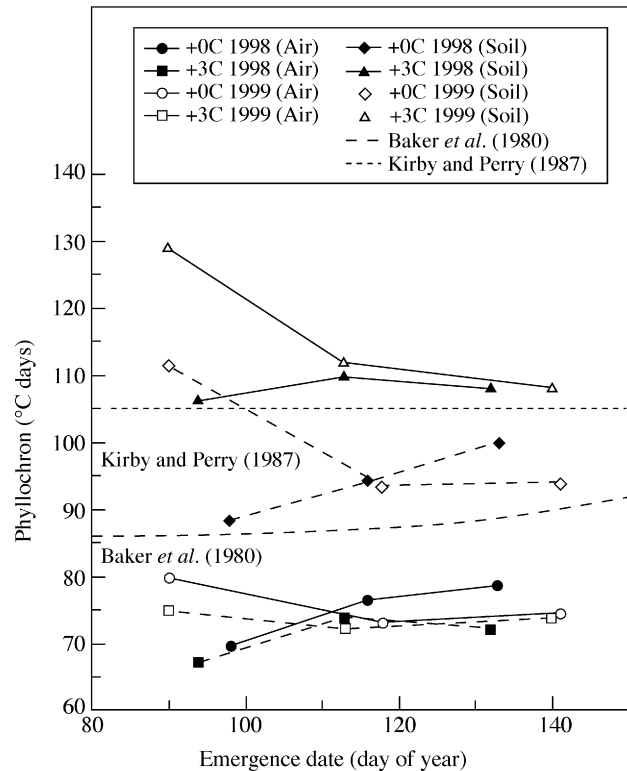 +0C 1998 (Air)
+3C 1998 (Air)
+0C 1999 (Air)
+3C 1999 (Air)
+0C 1998 (Soil)
+3C 1998 (Soil)
+0C 1999 (Soil)
+3C 1999 (Soil)
Baker et al. (1980)
Kirby and Perry (1987)
140
130
120
110
100
90
80
70
60
Phyllochron (°C days)
Kirby and Perry (1987)
Baker et al. (1980)
80
100
120
140
Emergence date (day of year)